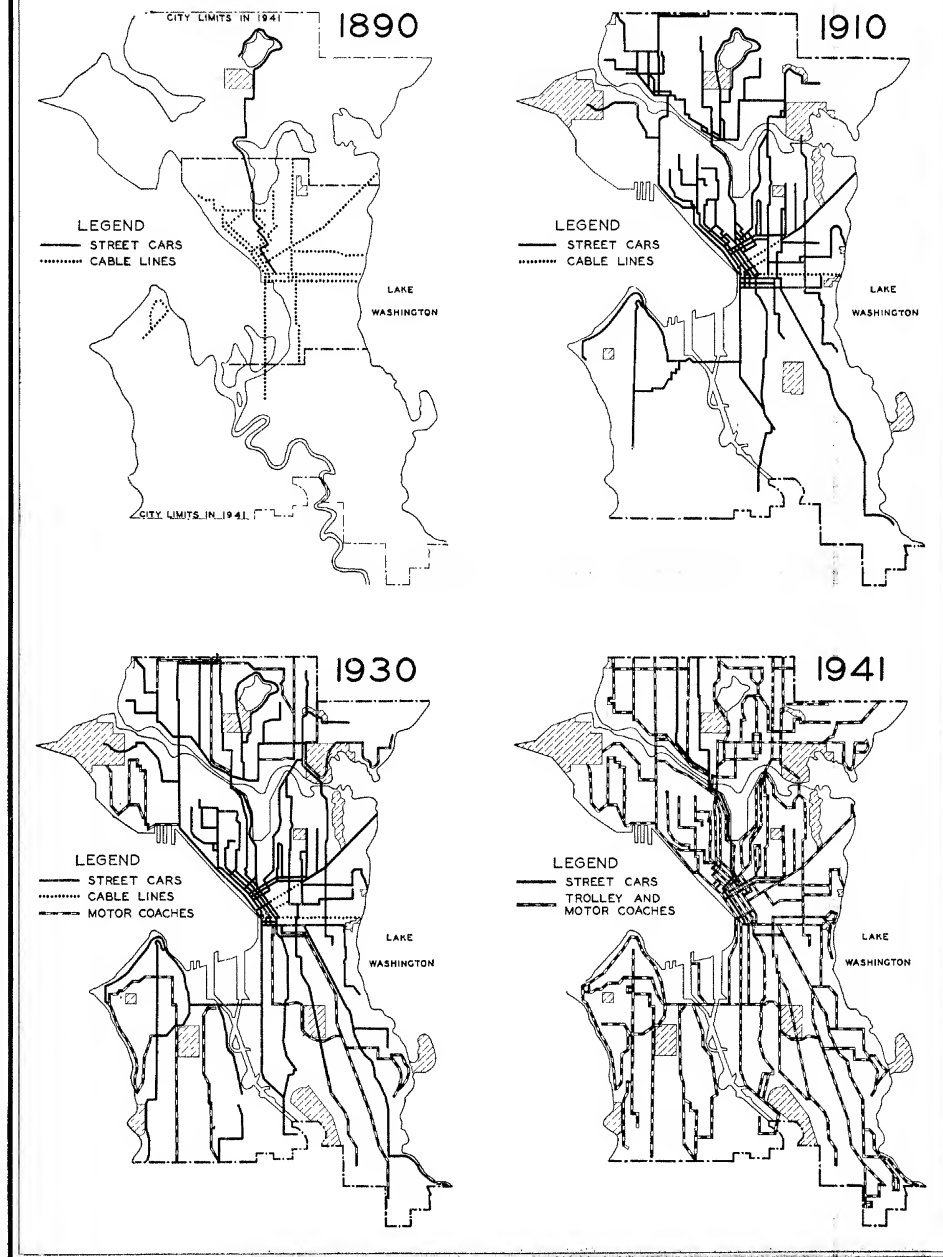 CITY LIMITS IN 1941
1890
LEGEND
STREET CARS
CABLE LINES
LAKE
WASHINGTON
CITY LIMITS IN 1941
1910
LEGEND
STREET CARS
CABLE LINES
LAKE
WASHINGTON
1930
LEGEND
STREET CARS
CABLE LINES
MOTOR COACHES
LAKE
WASHINGTON
1941
LEGEND
STREET CARS
TROLLEY AND
MOTOR COACHES
LAKE
WASHINGTON